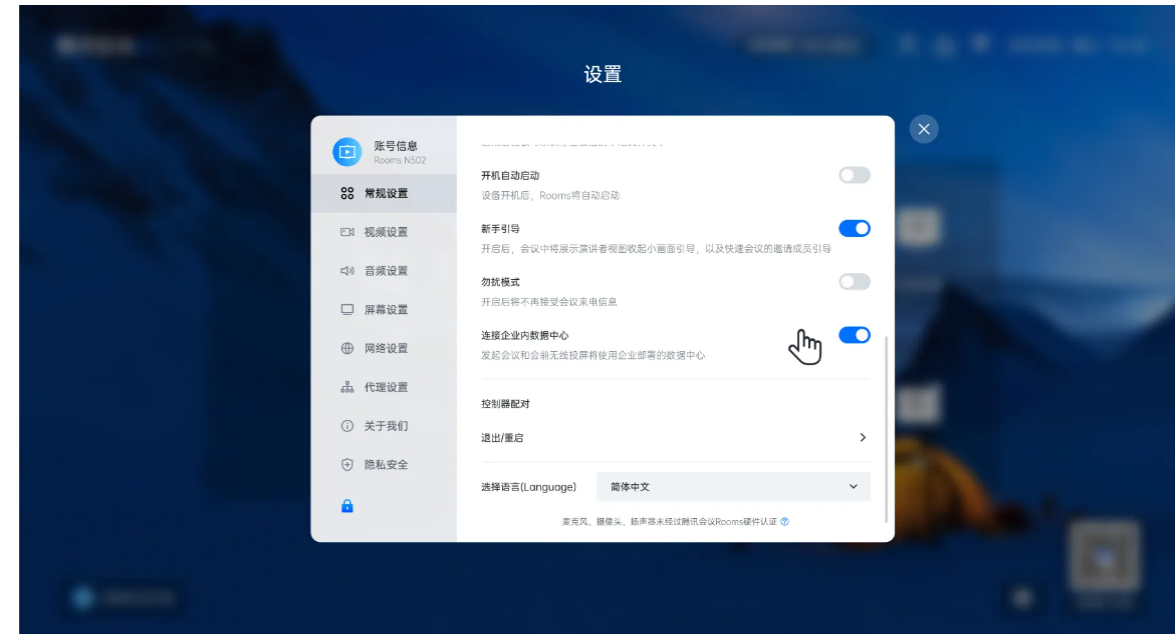 设置
账号信息
Rooms N502
常规设置
视频设置
音频设置
屏幕设置
网络设置
代理设置
关于我们
隐私安全
开机自动启动
设备开机后，Rooms将自动启动
新手引导
开启后，会议中将展示演讲者视图收起小画面引导，以及快速会议的邀请成员引导
勿扰模式
开启后将不再接受会议来电信息
连接企业内数据中心
发起会议和会前无线投屏将使用企业部署的数据中心
控制器配对
退出/重启
选择语言(Language)
简体中文
麦克风、摄像头、扬声器未经过腾讯会议Rooms硬件认证